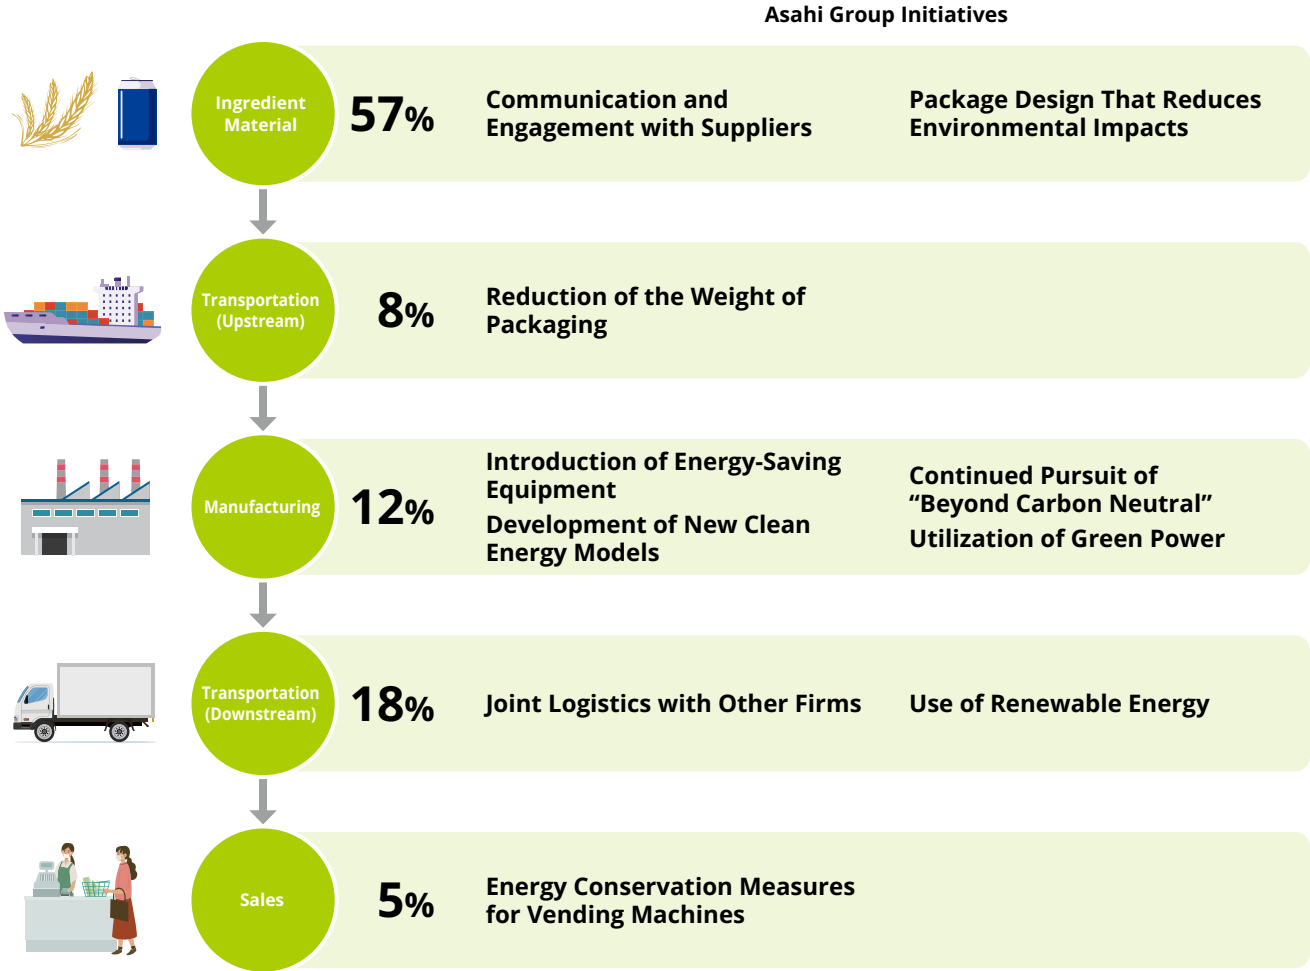 Asahi Group Initiatives
Ingredient
Material
57%
Communication and
Engagement with Suppliers
Package Design That Reduces
Environmental Impacts
Transportation
(Upstream)
8%
Reduction of the Weight of
Packaging
Manufacturing
12%
Introduction of Energy-Saving
Equipment
Development of New Clean
Energy Models
Continued Pursuit of
“Beyond Carbon Neutral”
Utilization of Green Power
Transportation
(Downstream)
18%
Joint Logistics with Other Firms
Use of Renewable Energy
Sales
5%
Energy Conservation Measures
for Vending Machines